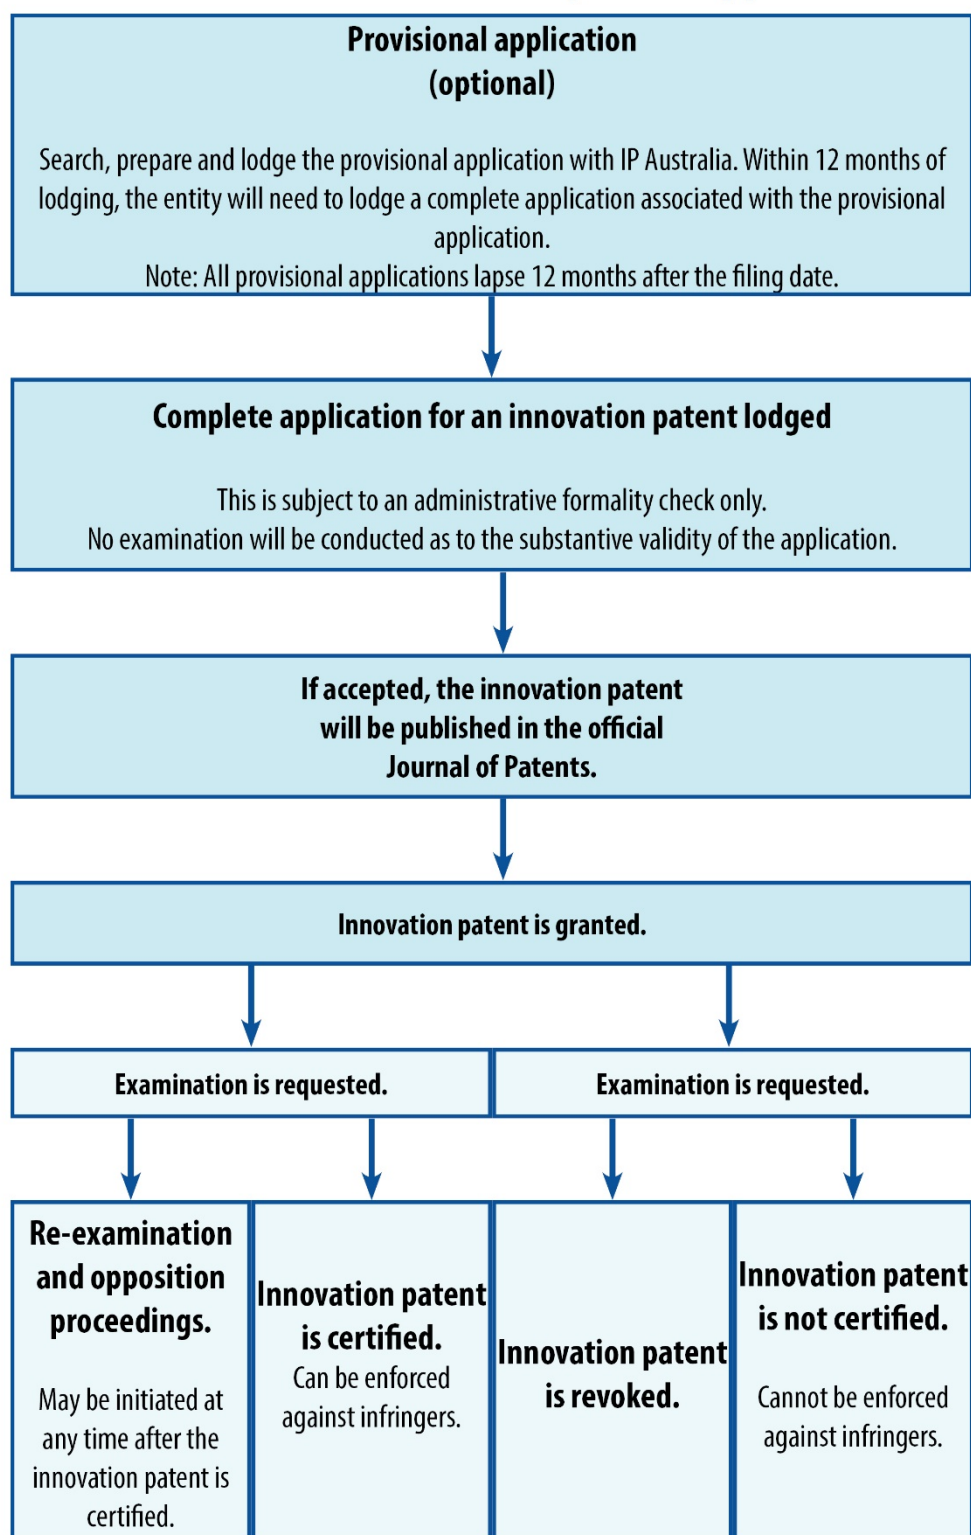 Provisional application
(optional)
Search, prepare and lodge the provisional application with IP Australia. Within 12 months of
lodging, the entity will need to lodge a complete application associated with the provisional
application.
Note: All provisional applications lapse 12 months after the filing date.
Complete application for an innovation patent lodged
This is subject to an administrative formality check only.
No examination will be conducted as to the substantive validity of the application.
If accepted, the innovation patent
will be published in the official
Journal of Patents.
Innovation patent is granted.
Examination is requested.
Examination is requested.
Re-examination
and opposition
proceedings.
May be initiated at
any time after the
innovation patent is
certified.
Innovation patent
is certified.
Can be enforced
against infringers.
Innovation patent
is revoked.
Innovation patent
is not certified.
Cannot be enforced
against infringers.